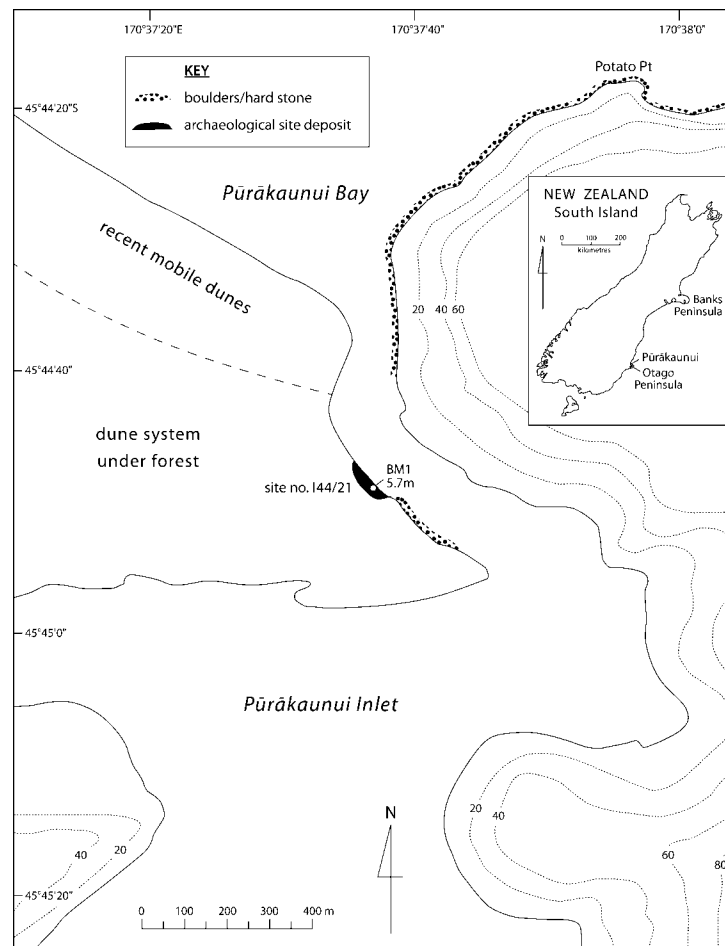 170°37'20"E
170°37'40"
170°38'0"
KEY
boulders/hard stone
archaeological site deposit
Potato Pt
45°44'20"S
Pūrākaunui Bay
NEW ZEALAND
South Island
N
0 100 200
kilometres
Banks
Peninsula
Pūrākaunui
Otago
Peninsula
recent mobile dunes
20
40
60
45°44'40"
dune system
under forest
BM1
5.7m
site no. I44/21
45°45'0"
Pūrākaunui Inlet
N
20
40
60
80
20
40
45°45'20"
0 100 200 300 400 m